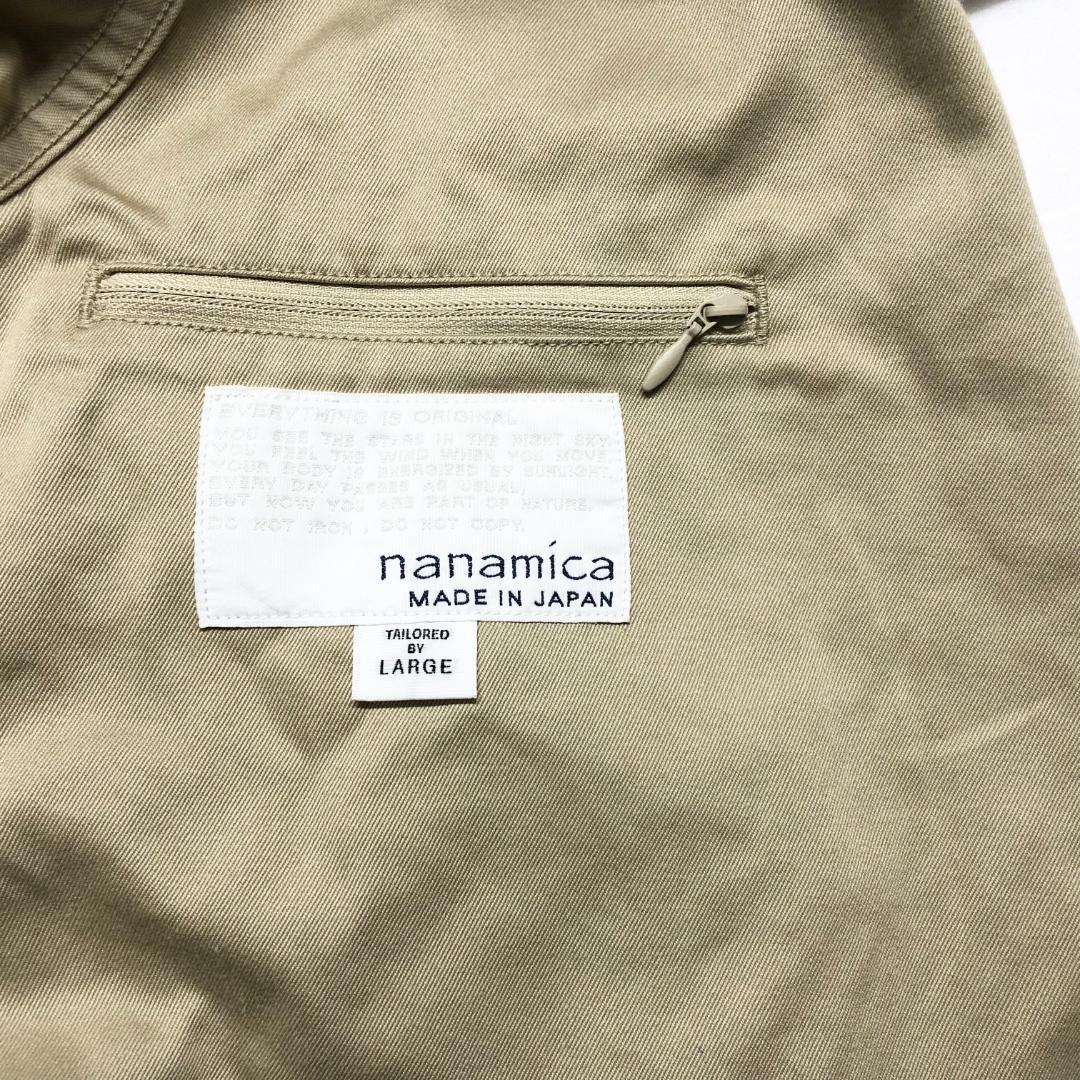 EVERYTHING IS ORIGINAL
YOU SEE THE STARS IN THE NIGHT SKY.
YOU FEEL THE WIND WHEN YOU MOVE.
YOUR BODY IS ENERGIZED BY SUNLIGHT.
EVERY DAY PASSES AS USUAL,
BUT NOW YOU ARE PART OF NATURE.
DO NOT IRON, DO NOT COPY.
nanamíca
MADE IN JAPAN
TAILORED
BY
LARGE